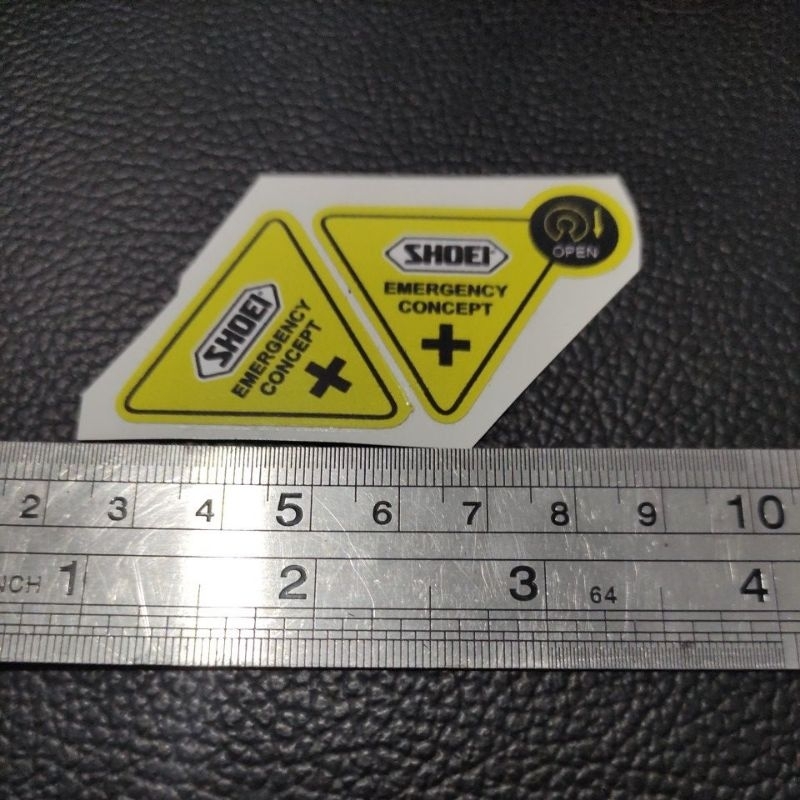 SHOEI
EMERGENCY
CONCEPT
SHOEI
EMERGENCY
CONCEPT
OPEN
2 3 4 5 6 7 8 9 10
1 2 3 64 4